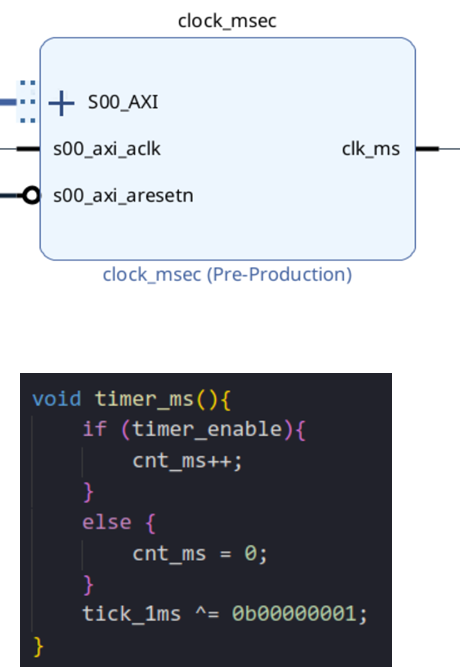 clock_msec
S00_AXI
s00_axi_aclk clk_ms
s00_axi_aresetn
clock_msec (Pre-Production)
void timer_ms(){
    if (timer_enable){
        cnt_ms++;
    }
    else {
        cnt_ms = 0;
    }
    tick_1ms ^= 0b00000001;
}